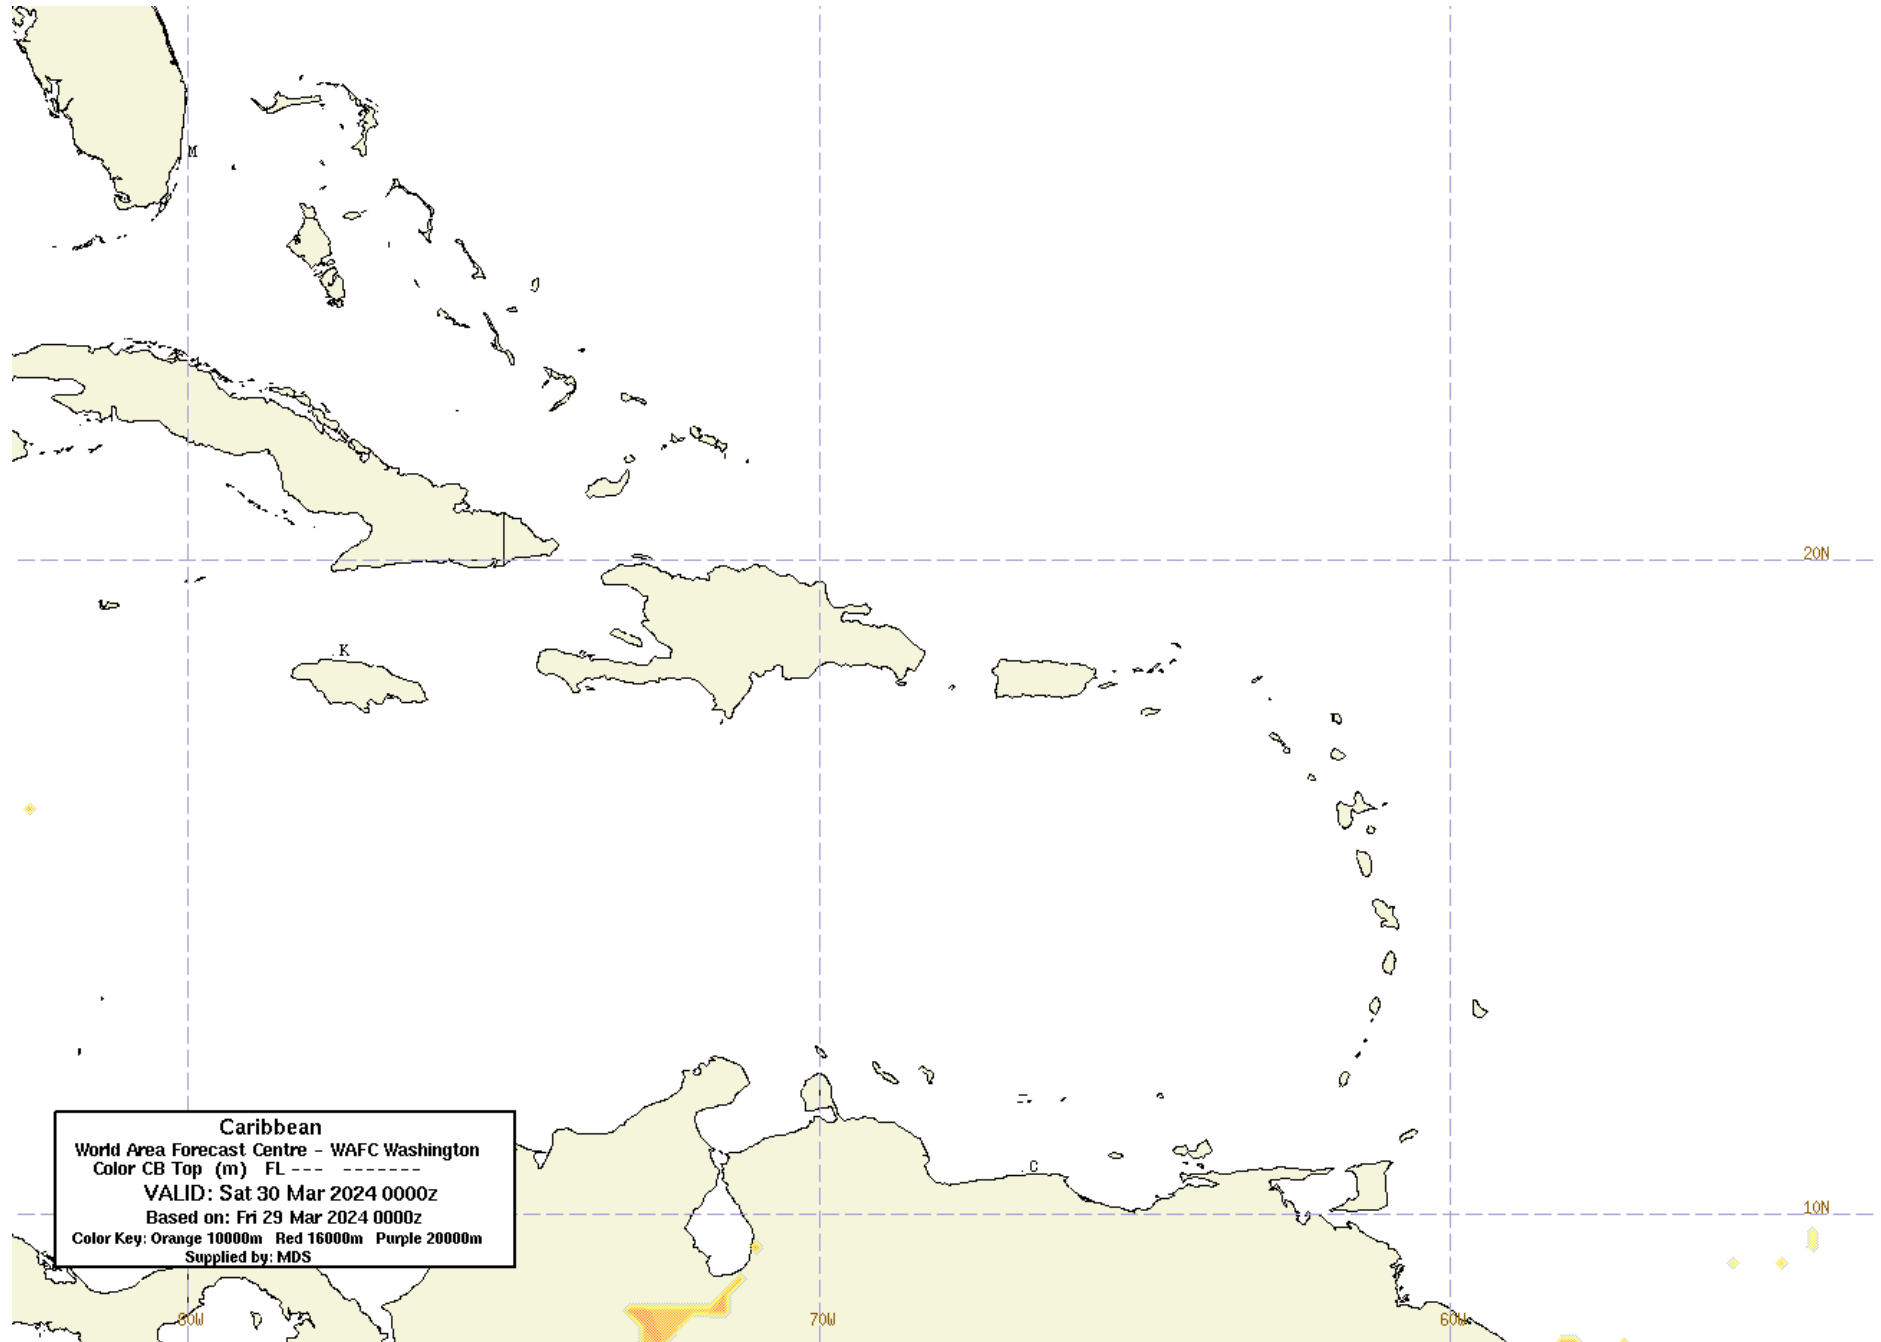 M
20N
K
C
Caribbean
World Area Forecast Centre - WAFC Washington
Color CB Top (m) FL --- -------
VALID: Sat 30 Mar 2024 0000z
Based on: Fri 29 Mar 2024 0000z
Color Key: Orange 10000m Red 16000m Purple 20000m
Supplied by: MDS
10N
80W
70W
60W